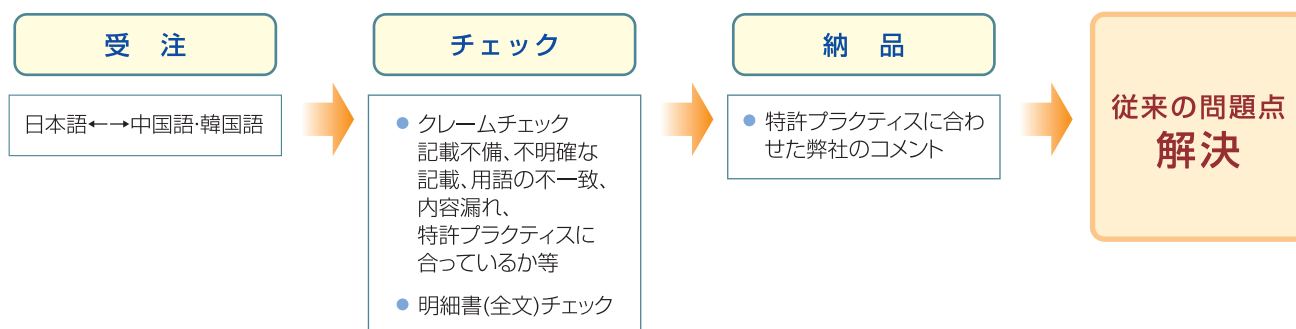 受 注
日本語←→中国語・韓国語
チェック
クレームチェック
記載不備、不明確な
記載、用語の不一致、
内容漏れ、
特許プラクティスに
合っているか等
明細書(全文)チェック
納 品
特許プラクティスに合わ
せた弊社のコメント
従来の問題点
解決